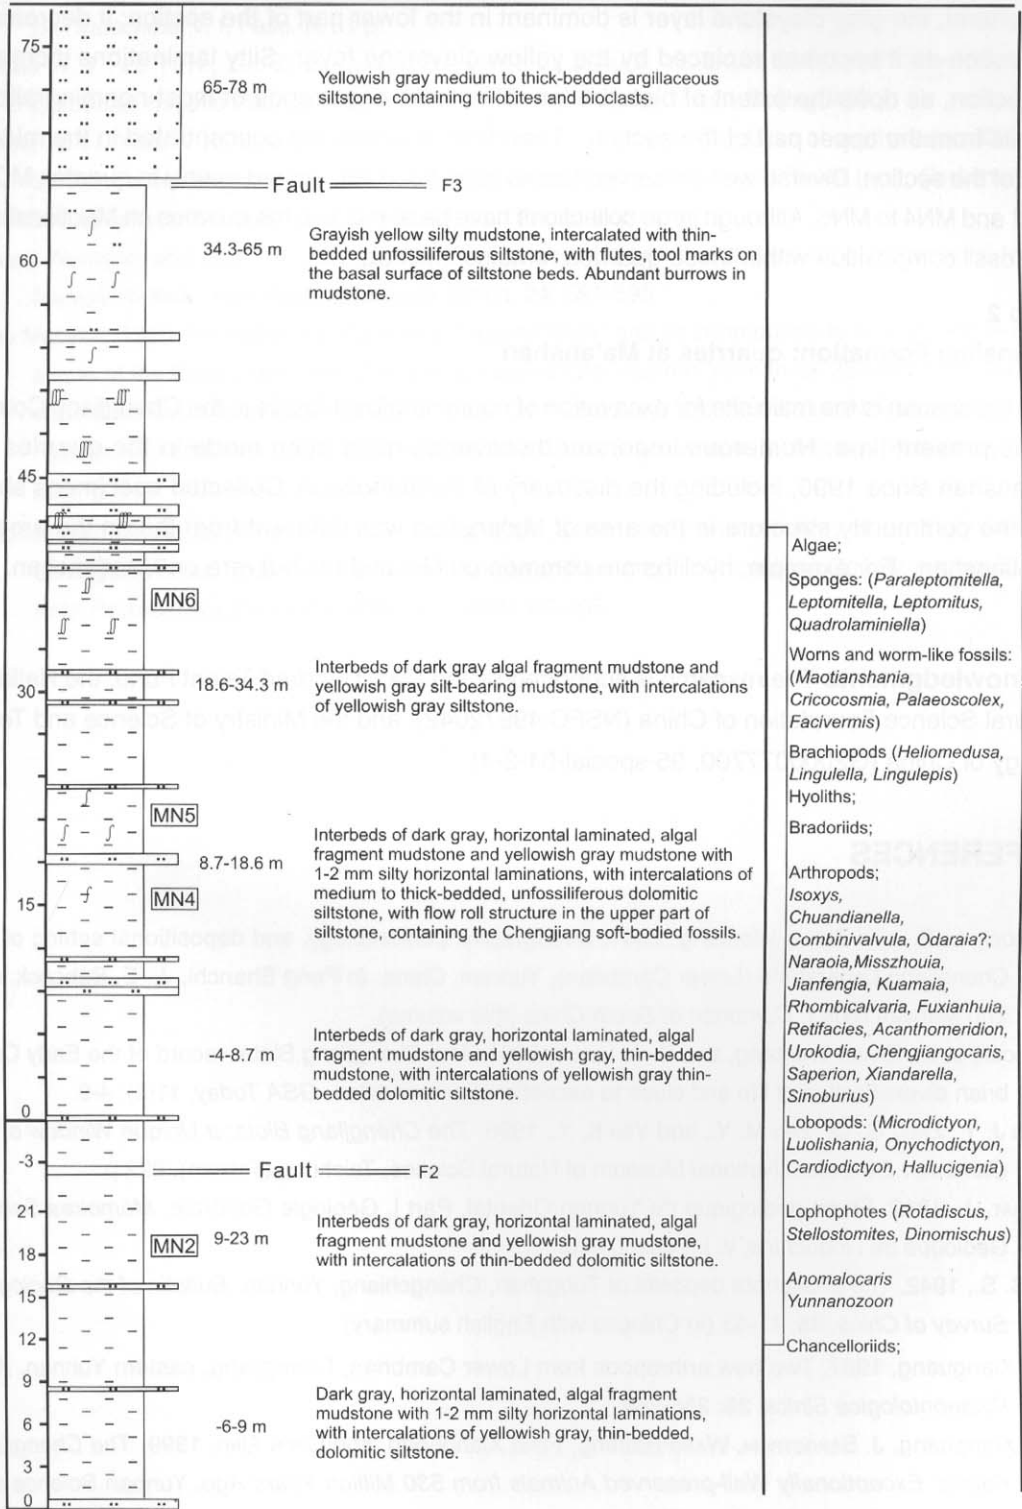 75
65-78 m
Yellowish gray medium to thick-bedded argillaceous
siltstone, containing trilobites and bioclasts.
Fault
F3
60
34.3-65 m
Grayish yellow silty mudstone, intercalated with thin-
bedded unfossiliferous siltstone, with flutes, tool marks on
the basal surface of siltstone beds. Abundant burrows in
mudstone.
45
MN6
30
18.6-34.3 m
Interbeds of dark gray algal fragment mudstone and
yellowish gray silt-bearing mudstone, with intercalations
of yellowish gray siltstone.
MN5
8.7-18.6 m
MN4
15
Interbeds of dark gray, horizontal laminated, algal
fragment mudstone and yellowish gray mudstone with
1-2 mm silty horizontal laminations, with intercalations of
medium to thick-bedded, unfossiliferous dolomitic
siltstone, with flow roll structure in the upper part of
siltstone, containing the Chengjiang soft-bodied fossils.
-4-8.7 m
Interbeds of dark gray, horizontal laminated, algal
fragment mudstone and yellowish gray, thin-bedded
mudstone, with intercalations of yellowish gray thin-
bedded dolomitic siltstone.
0
-3
Fault
F2
21
18
MN2
9-23 m
Interbeds of dark gray, horizontal laminated, algal
fragment mudstone and yellowish gray mudstone,
with intercalations of thin-bedded dolomitic siltstone.
15
12
9
6
3
0
-6-9 m
Dark gray, horizontal laminated, algal fragment
mudstone with 1-2 mm silty horizontal laminations,
with intercalations of yellowish gray, thin-bedded,
dolomitic siltstone.
Algae;
Sponges: (Paraleptomitella,
Leptomitella, Leptomitus,
Quadrolaminiella)
Worns and worm-like fossils:
(Maotianshania,
Cricocosmia, Palaeoscolex,
Facivermis)
Brachiopods (Heliomedusa,
Lingulella, Lingulepis)
Hyoliths;
Bradoriids;
Arthropods;
Isoxys,
Chuandianella,
Combinivalvula, Odaraia?;
Naraoia,Misszhouia,
Jianfengia, Kuamaia,
Rhombicalvaria, Fuxianhuia,
Retifacies, Acanthomeridion,
Urokodia, Chengjiangocaris,
Saperion, Xiandarella,
Sinoburius)
Lobopods: (Microdictyon,
Luolishania, Onychodictyon,
Cardiodictyon, Hallucigenia)
Lophophotes (Rotadiscus,
Stellostomites, Dinomischus)
Anomalocaris
Yunnanozoon
Chancelloriids;